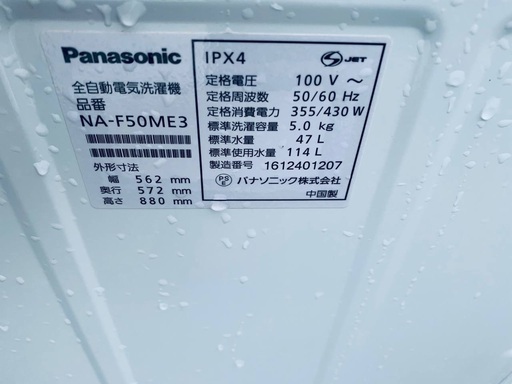 Panasonic
全自動電気洗濯機
品番
NA-F50ME3
外形寸法
幅 562 mm
奥行 572 mm
高さ 880 mm
IPX4
S JET
定格電圧 100 V ～
定格周波数 50/60 Hz
定格消費電力 355/430 W
標準洗濯容量 5.0 kg
標準水量 47 L
標準使用水量 114 L
製造番号 1612401207
PS E パナソニック株式会社
中国製